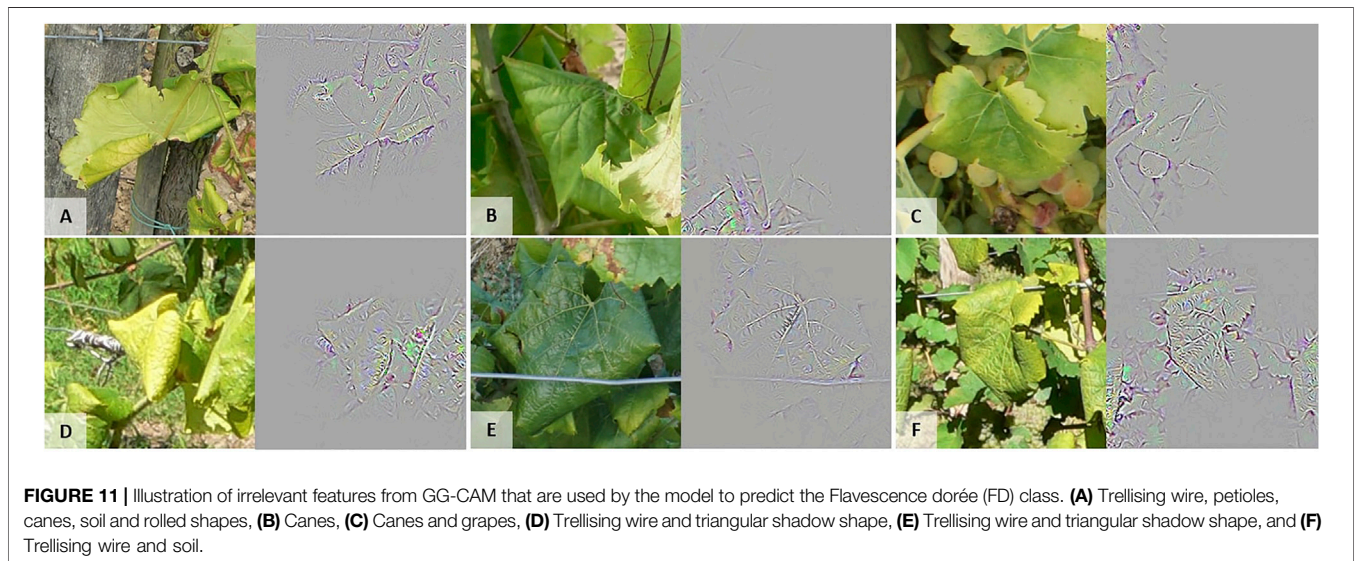 A
B
C
D
E
F
FIGURE 11 | Illustration of irrelevant features from GG-CAM that are used by the model to predict the Flavescence dorée (FD) class. (A) Trellising wire, petioles,
canes, soil and rolled shapes, (B) Canes, (C) Canes and grapes, (D) Trellising wire and triangular shadow shape, (E) Trellising wire and triangular shadow shape, and (F)
Trellising wire and soil.